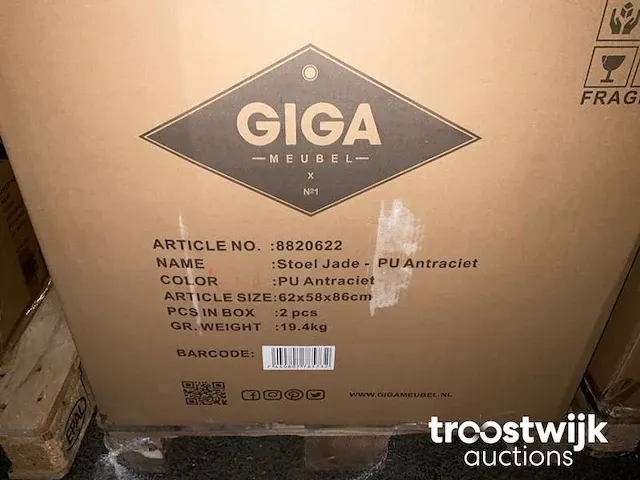 FRAG
GIGA
MEUBEL
X
Nº1
ARTICLE NO. :8820622
NAME :Stoel Jade - PU Antraciet
COLOR :PU Antraciet
ARTICLE SIZE:62x58x86cm
PCS IN BOX :2 pcs
GR. WEIGHT :19.4kg
BARCODE:
WWW.GIGAMEUBEL.NL
EPAL
troostwijk
auctions